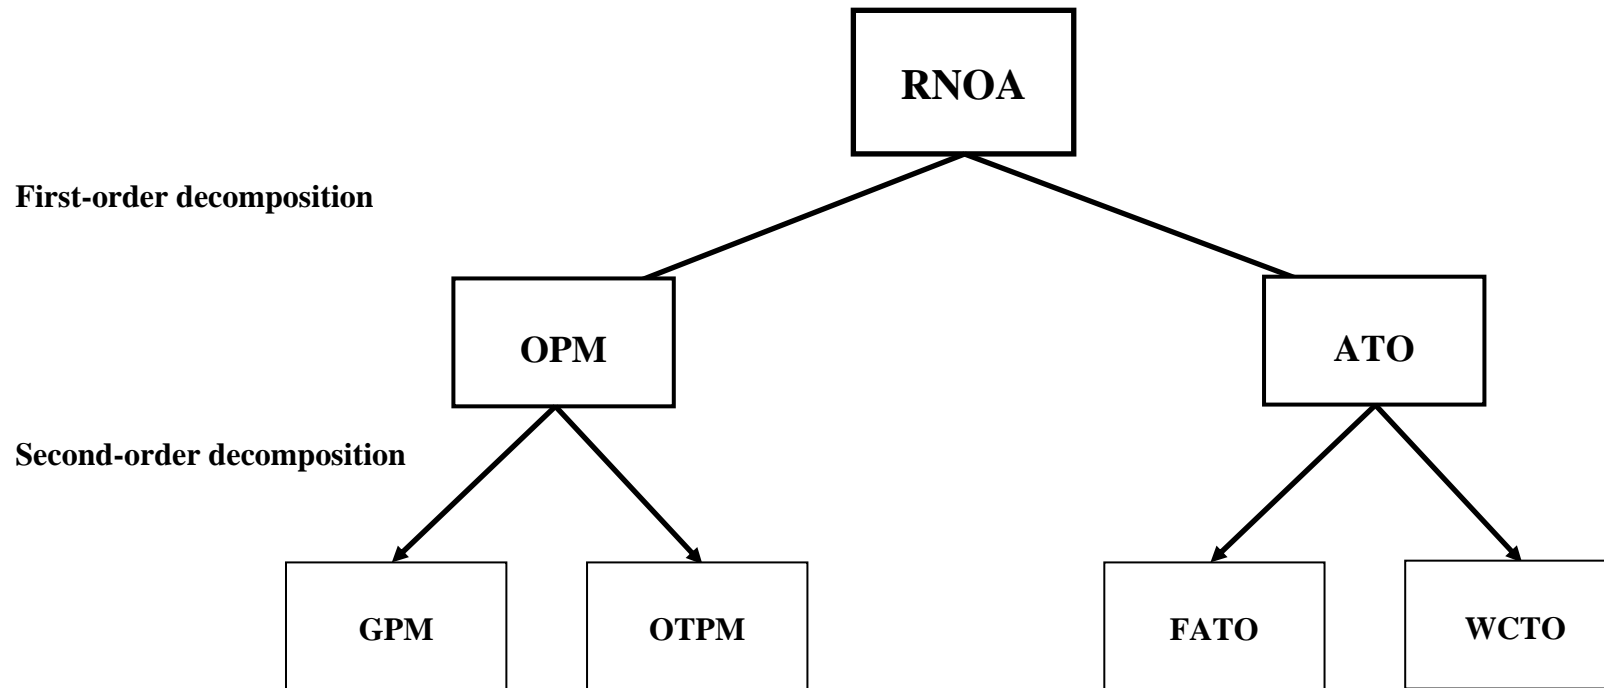 RNOA
First-order decomposition
OPM
ATO
Second-order decomposition
GPM
OTPM
FATO
WCTO